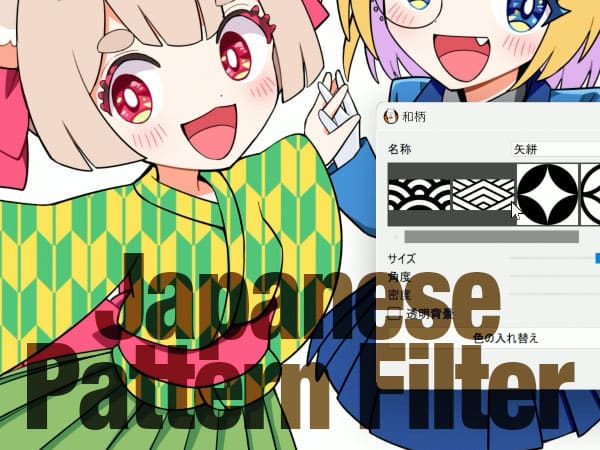 和柄
名称
矢絣
サイズ
角度
密度
透明背景
色の入れ替え
Japanese
Pattern Filter